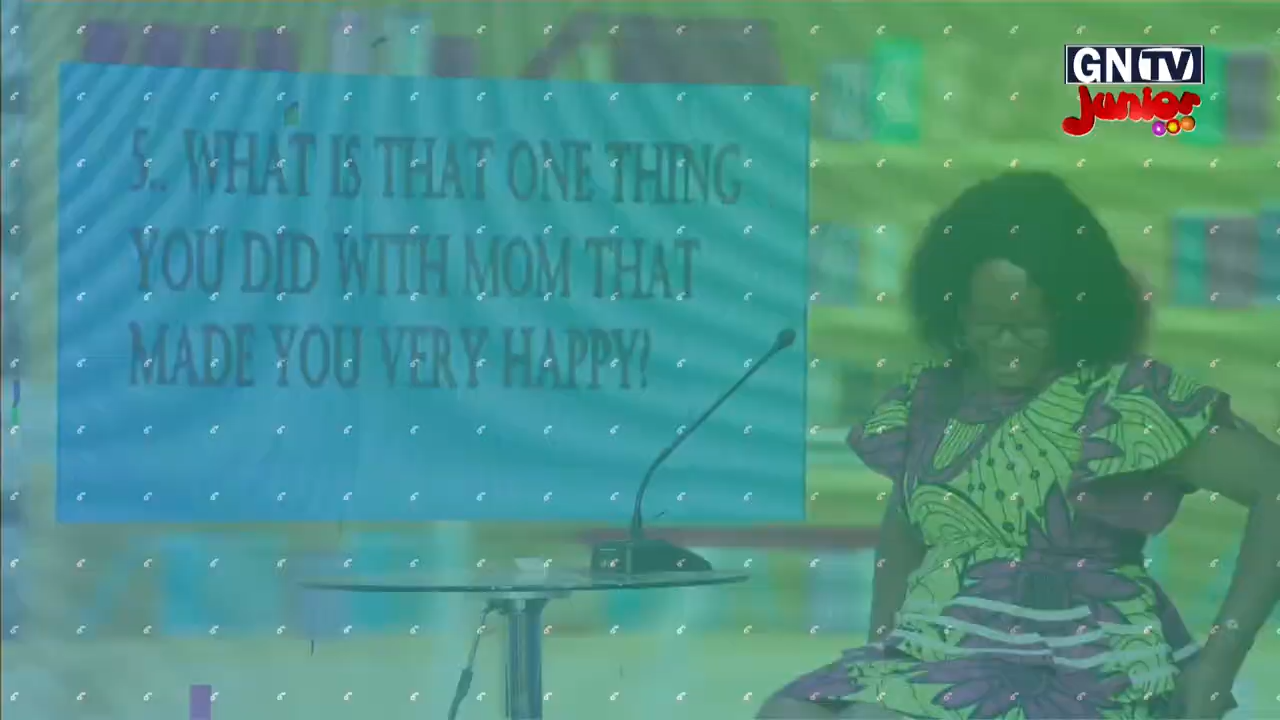 GNTV
Junior
5.. WHAT IS THAT ONE THING
YOU DID WITH MOM THAT
MADE YOU VERY HAPPY?